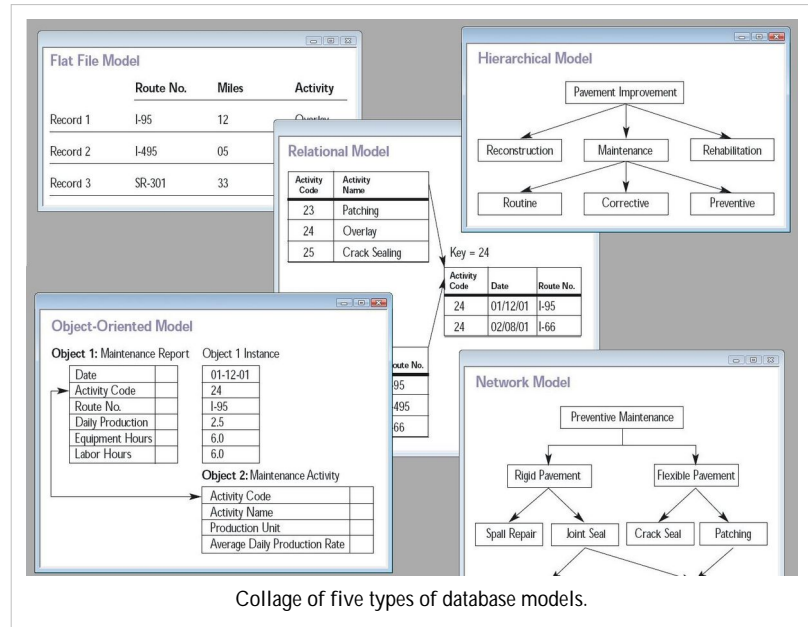 Flat File Model
Route No. Miles Activity
Record 1 I-95 12
Record 2 I-495 05
Record 3 SR-301 33
Hierarchical Model
Pavement Improvement
Reconstruction Maintenance Rehabilitation
Routine Corrective Preventive
Relational Model
Activity Code Activity Name
23 Patching
24 Overlay
25 Crack Sealing
Key = 24
Activity Code Date Route No.
24 01/12/01 I-95
24 02/08/01 I-66
No.
95
495
66
Object-Oriented Model
Object 1: Maintenance Report Object 1 Instance
Date 01-12-01
Activity Code 24
Route No. I-95
Daily Production 2.5
Equipment Hours 6.0
Labor Hours 6.0
Object 2: Maintenance Activity
Activity Code
Activity Name
Production Unit
Average Daily Production Rate
Network Model
Preventive Maintenance
Rigid Pavement Flexible Pavement
Spall Repair Joint Seal Crack Seal Patching
Collage of five types of database models.